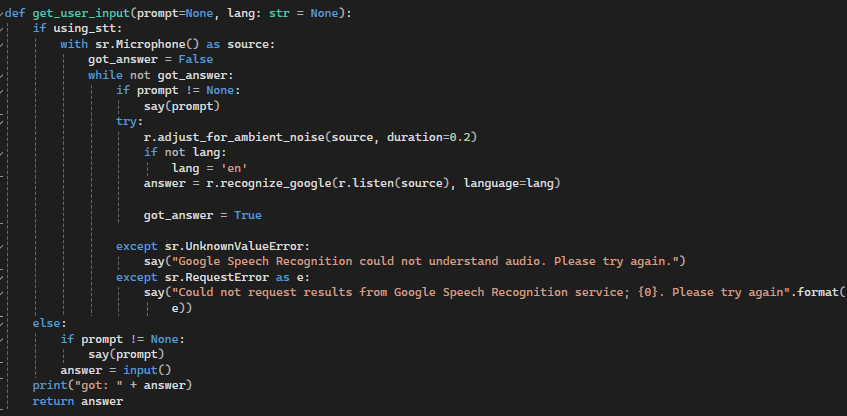 def get_user_input(prompt=None, lang: str = None):
    if using_stt:
        with sr.Microphone() as source:
            got_answer = False
            while not got_answer:
                if prompt != None:
                    say(prompt)
                try:
                    r.adjust_for_ambient_noise(source, duration=0.2)
                    if not lang:
                        lang = 'en'
                    answer = r.recognize_google(r.listen(source), language=lang)

                    got_answer = True

                except sr.UnknownValueError:
                    say("Google Speech Recognition could not understand audio. Please try again.")
                except sr.RequestError as e:
                    say("Could not request results from Google Speech Recognition service; {0}. Please try again".format(
                        e))
    else:
        if prompt != None:
            say(prompt)
        answer = input()
    print("got: " + answer)
    return answer